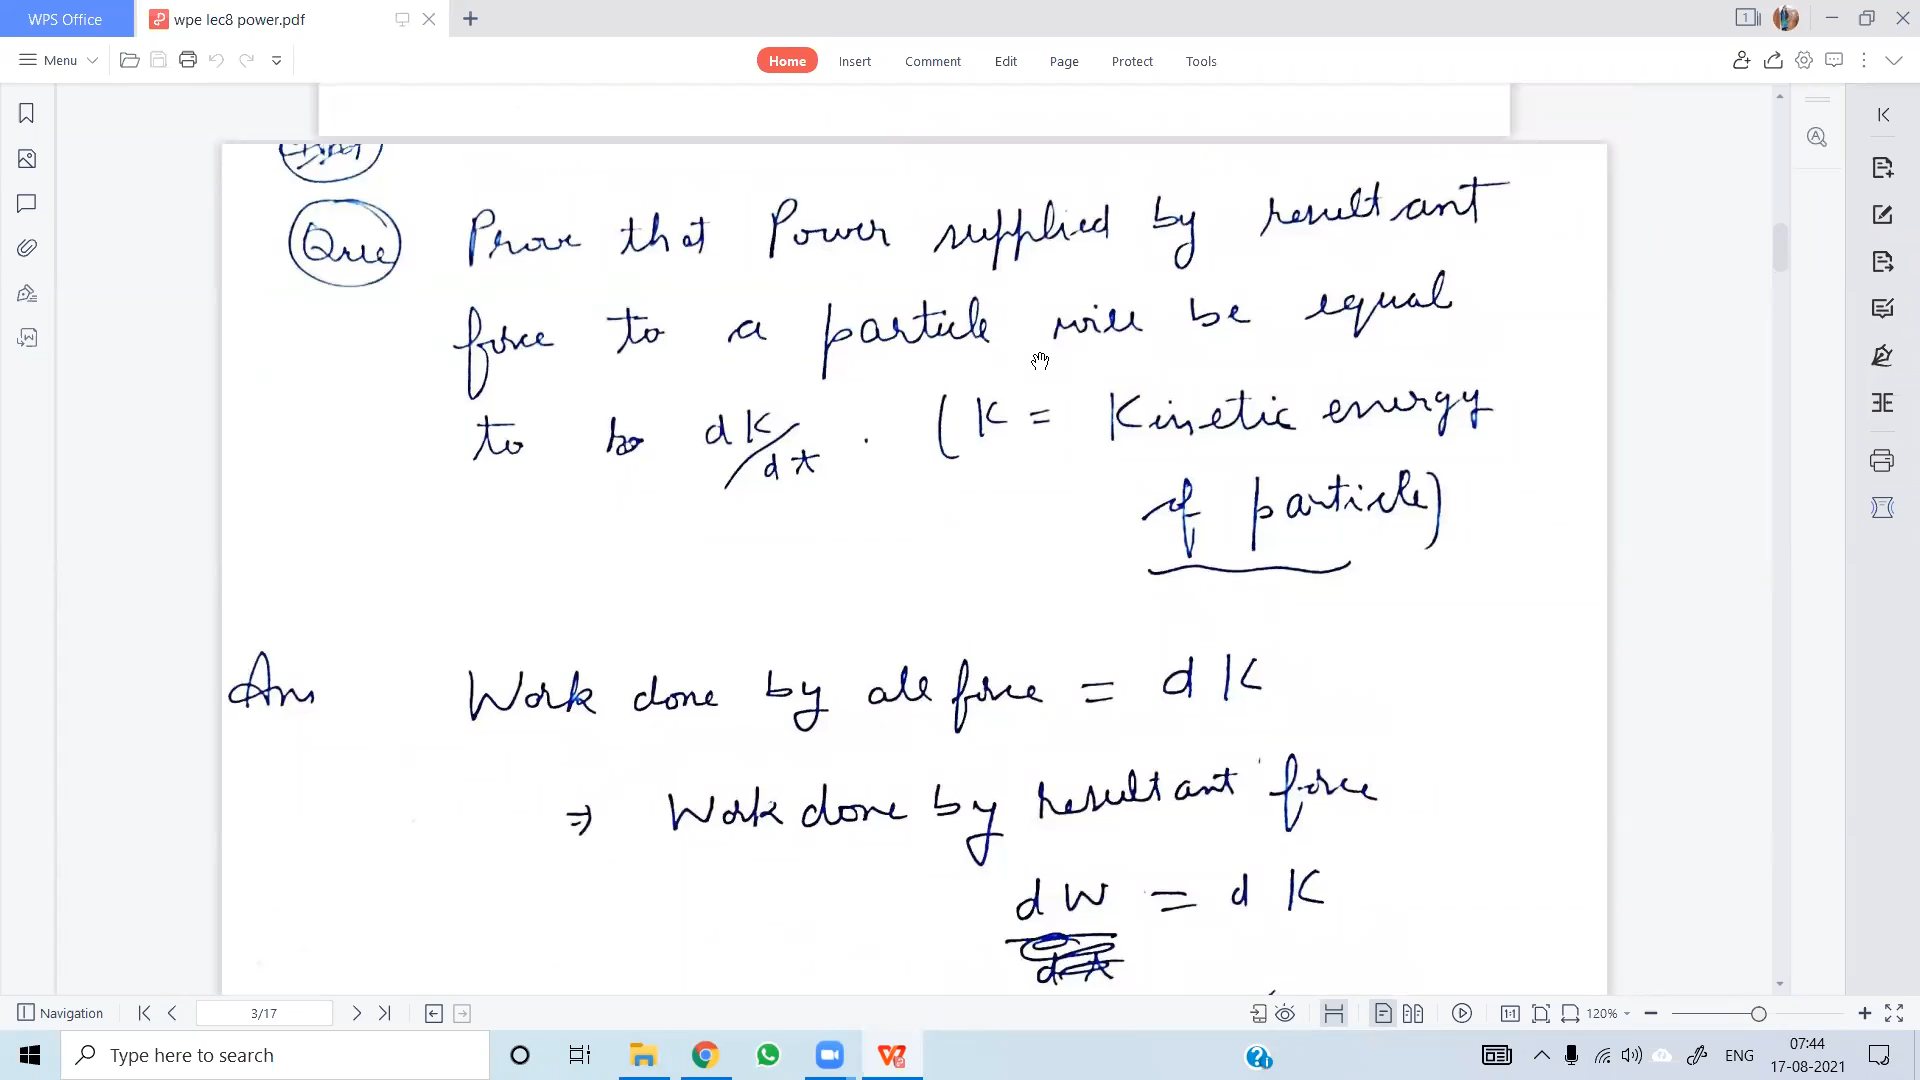 WPS Office
wpe lec8 power.pdf
Menu
Home Insert Comment Edit Page Protect Tools
Que Prove that Power supplied by resultant
force to a particle will be equal
to dK/dt . (K = Kinetic energy
of particle)
Ans Work done by all force = dK
⇒ Work done by resultant force
dW = dK
Navigation
3/17
1:1
120%
Type here to search
ENG
07:44
17-08-2021